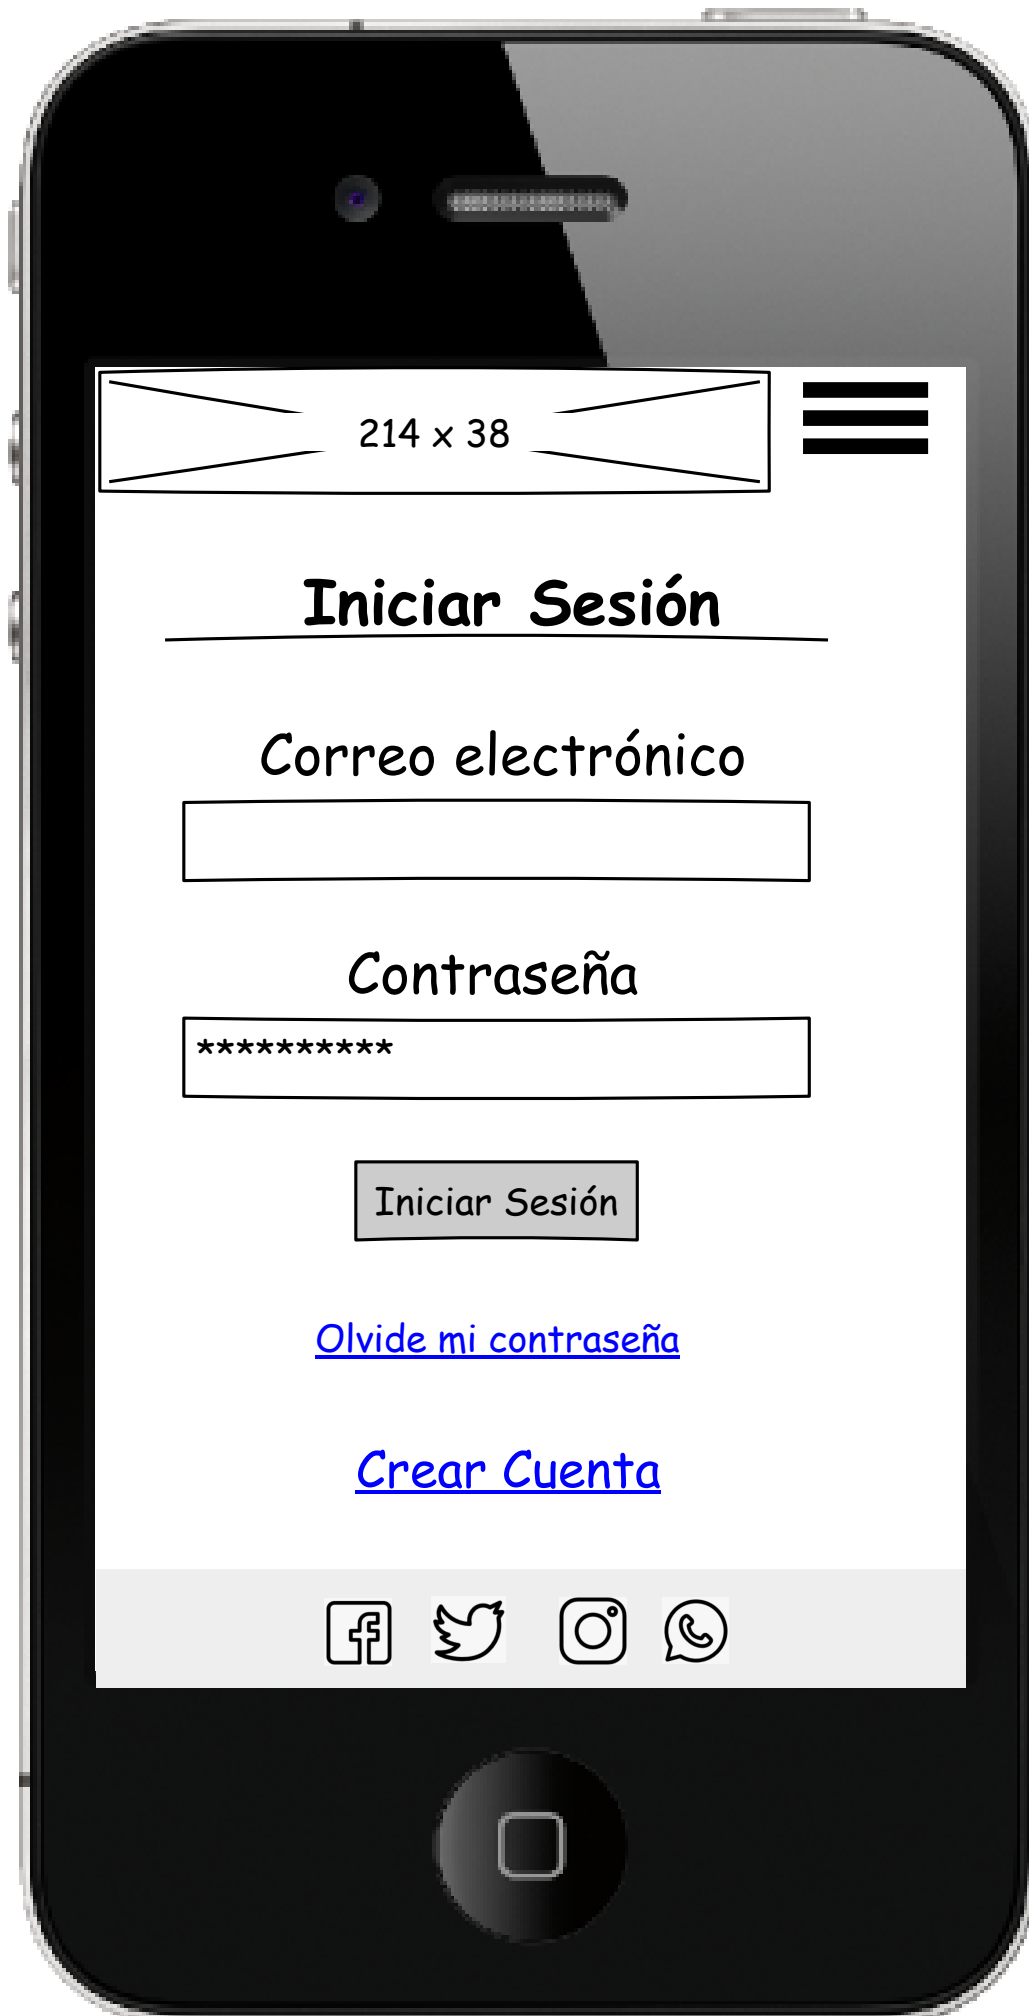 214 x 38
Iniciar Sesión
Correo electrónico
Contraseña
**********
Iniciar Sesión
Olvide mi contraseña
Crear Cuenta